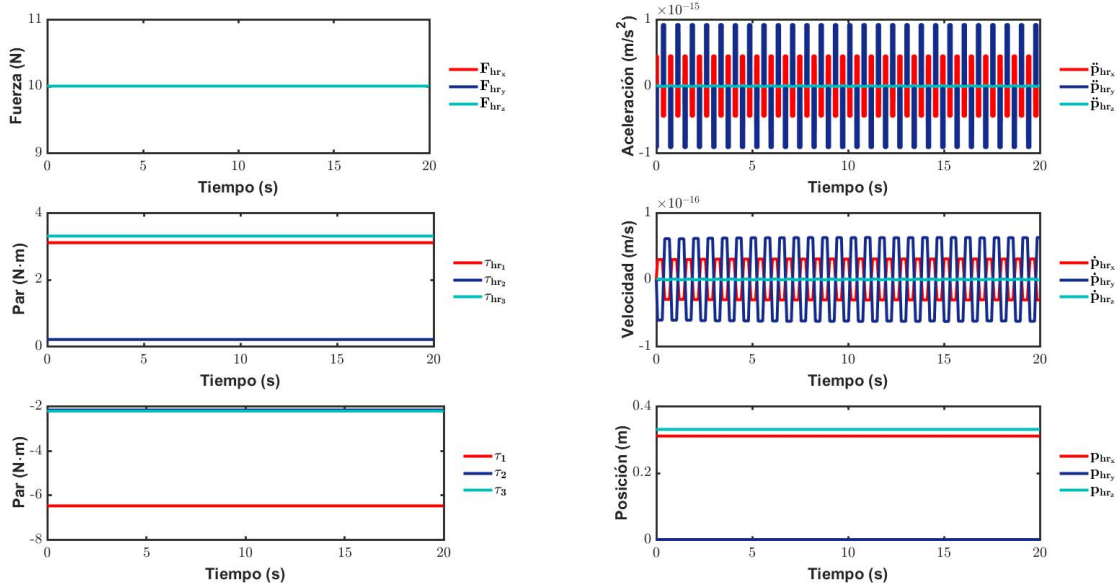 Fuerza (N)
11
10
9
0 5 10 15 20
Tiempo (s)
F_hr_x
F_hr_y
F_hr_z
×10^-15
Aceleración (m/s²)
1
0
-1
0 5 10 15 20
Tiempo (s)
p̈_hr_x
p̈_hr_y
p̈_hr_z
Par (N·m)
4
2
0
0 5 10 15 20
Tiempo (s)
τ_hr_1
τ_hr_2
τ_hr_3
×10^-16
Velocidad (m/s)
1
0
-1
0 5 10 15 20
Tiempo (s)
ṗ_hr_x
ṗ_hr_y
ṗ_hr_z
Par (N·m)
-2
-4
-6
-8
0 5 10 15 20
Tiempo (s)
τ_1
τ_2
τ_3
Posición (m)
0.4
0.2
0
0 5 10 15 20
Tiempo (s)
p_hr_x
p_hr_y
p_hr_z